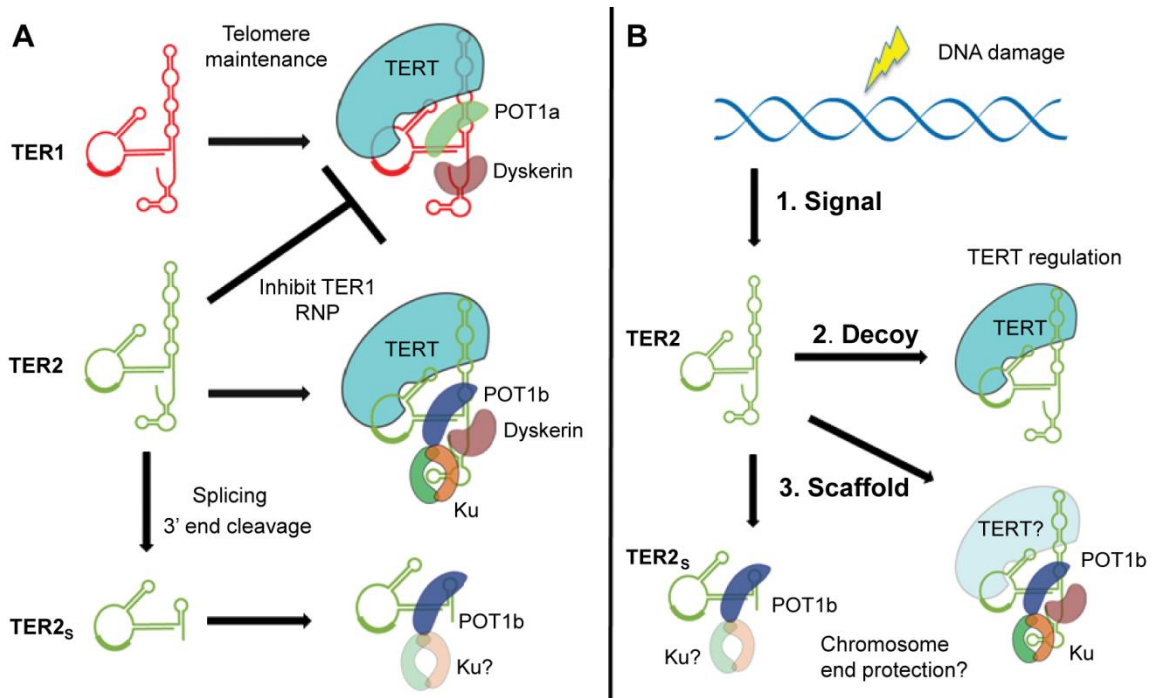 A
Telomere
maintenance
TERT
POT1a
TER1
Dyskerin
Inhibit TER1
RNP
TER2
TERT
POT1b
Dyskerin
Ku
Splicing
3' end cleavage
TER2s
POT1b
Ku?
B
DNA damage
1. Signal
TERT regulation
TER2
2. Decoy
TERT
3. Scaffold
TERT?
TER2s
POT1b
POT1b
Ku?
Chromosome
end protection?
Ku